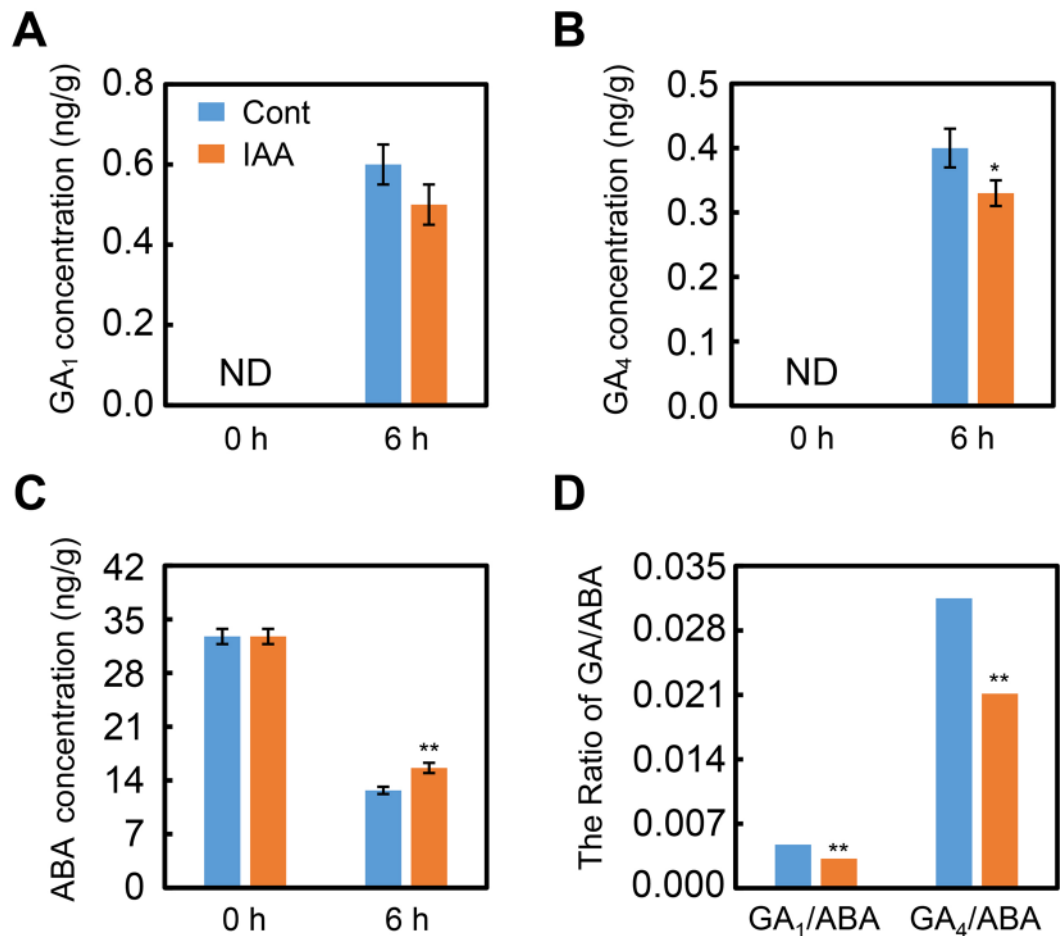 A
GA₁ concentration (ng/g)
0.8
0.6
0.4
0.2
0.0
Cont
IAA
ND
0 h
6 h
B
GA₄ concentration (ng/g)
0.5
0.4
0.3
0.2
0.1
0.0
*
ND
0 h
6 h
C
ABA concentration (ng/g)
42
35
28
21
14
7
0
**
0 h
6 h
D
The Ratio of GA/ABA
0.035
0.028
0.021
0.014
0.007
0.000
**
**
GA₁/ABA
GA₄/ABA